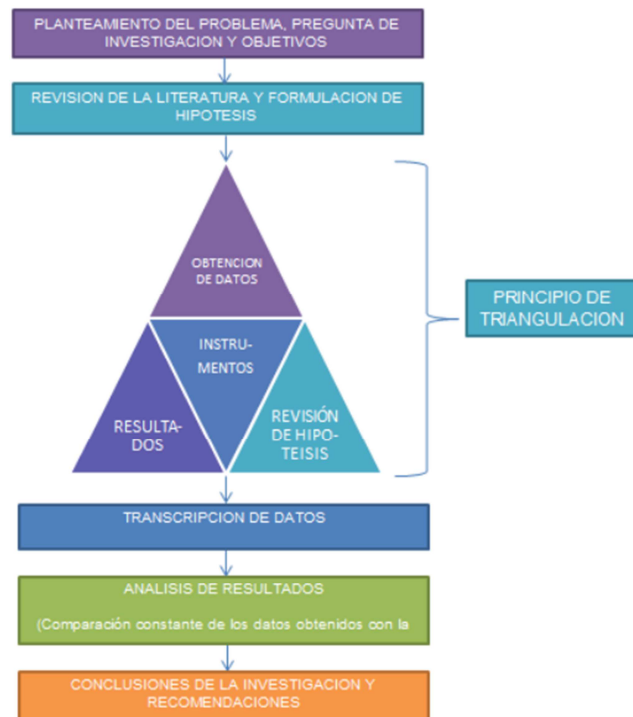 PLANTEAMIENTO DEL PROBLEMA, PREGUNTA DE
INVESTIGACION Y OBJETIVOS
REVISION DE LA LITERATURA Y FORMULACION DE
HIPOTESIS
OBTENCION
DE DATOS
INSTRU-
MENTOS
RESULTA-
DOS
REVISIÓN
DE HIPO-
TEISIS
PRINCIPIO DE
TRIANGULACION
TRANSCRIPCION DE DATOS
ANALISIS DE RESULTADOS
(Comparación constante de los datos obtenidos con la
CONCLUSIONES DE LA INVESTIGACION Y
RECOMENDACIONES